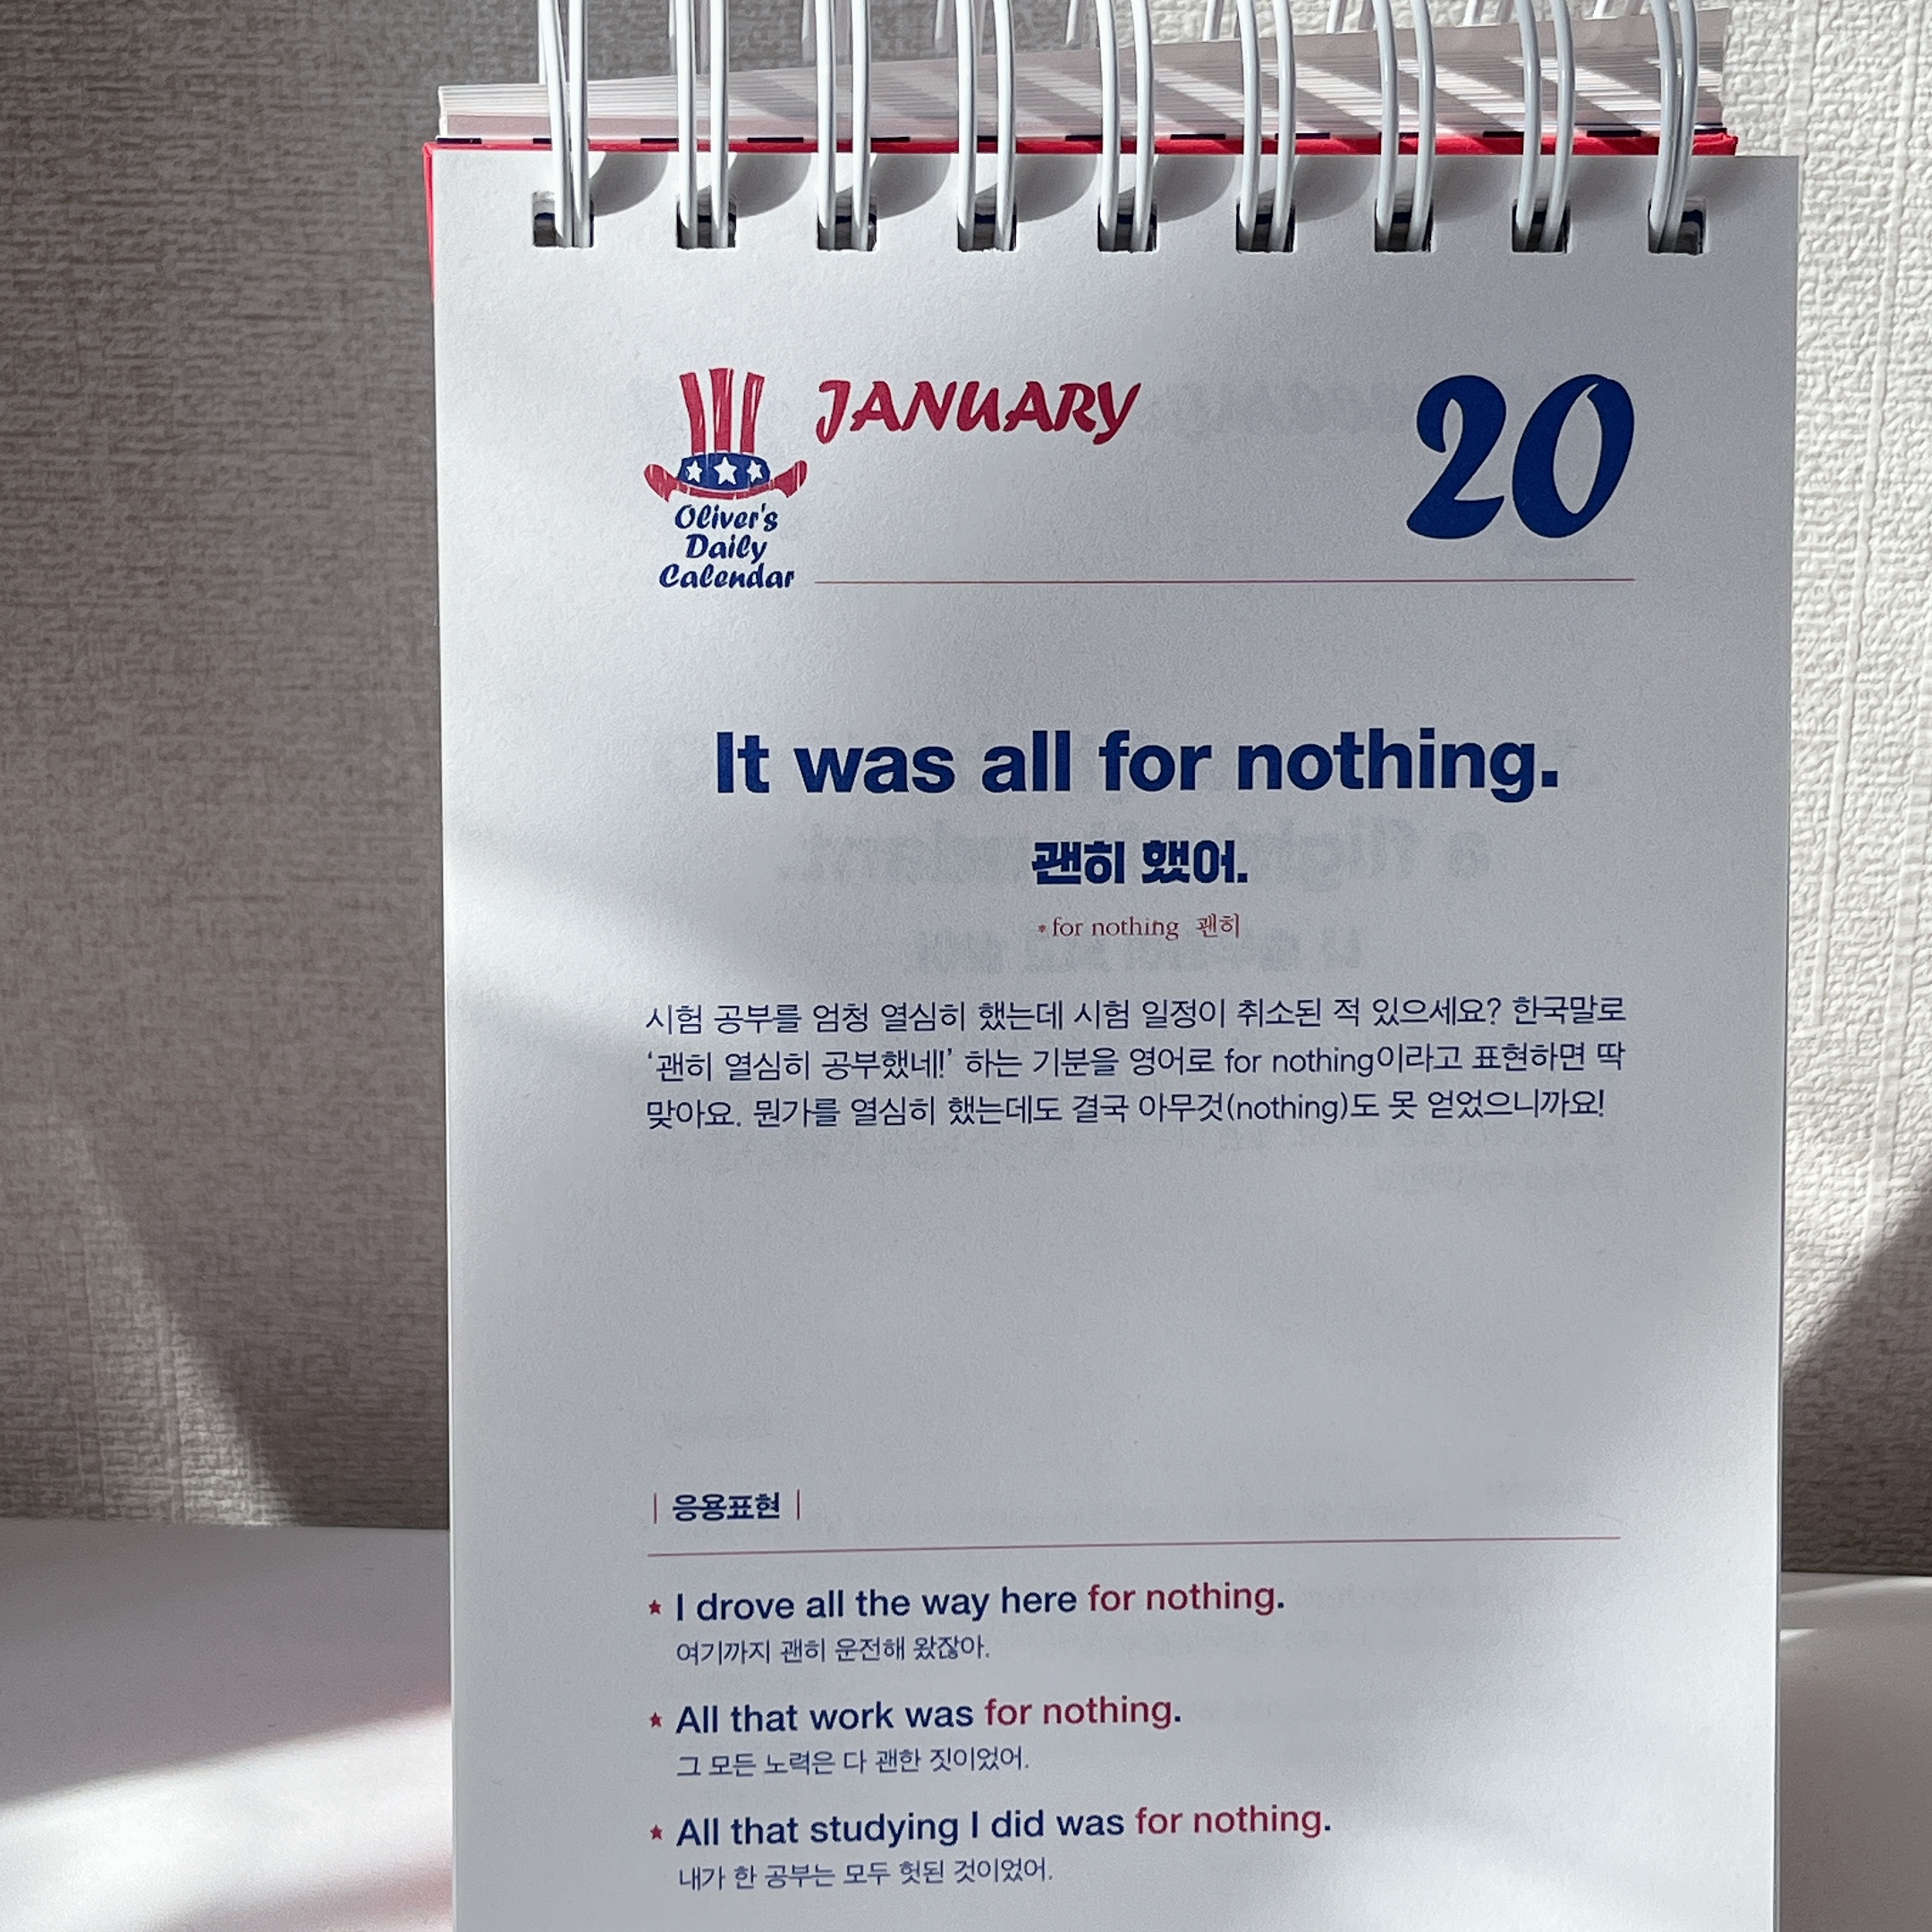 JANUARY
20
Oliver's
Daily
Calendar
It was all for nothing.
괜히 했어.
*for nothing 괜히
시험 공부를 엄청 열심히 했는데 시험 일정이 취소된 적 있으세요? 한국말로
‘괜히 열심히 공부했네!’ 하는 기분을 영어로 for nothing이라고 표현하면 딱
맞아요. 뭔가를 열심히 했는데도 결국 아무것(nothing)도 못 얻었으니까요!
| 응용표현 |
★ I drove all the way here for nothing.
여기까지 괜히 운전해 왔잖아.
★ All that work was for nothing.
그 모든 노력은 다 괜한 짓이었어.
★ All that studying I did was for nothing.
내가 한 공부는 모두 헛된 것이었어.